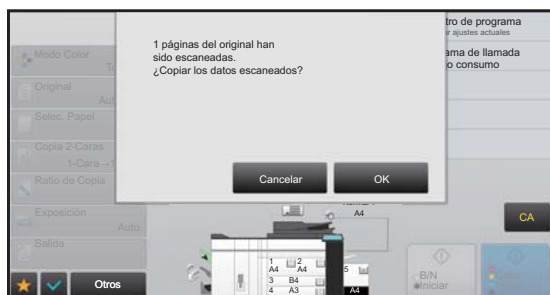 tro de programa
r ajustes actuales
1 páginas del original han
sido escaneadas.
¿Copiar los datos escaneados?
ama de llamada
o consumo
Modo Color
To
Original
Aut
Selec. Papel
Copia 2-Caras
1-Cara→1
Ratio de Copia
Cancelar
OK
Exposición
Auto.
A4
CA
Salida
1
A4
2
A4
5
3
B4
4
A3
A4
B/N
Iniciar
Otros